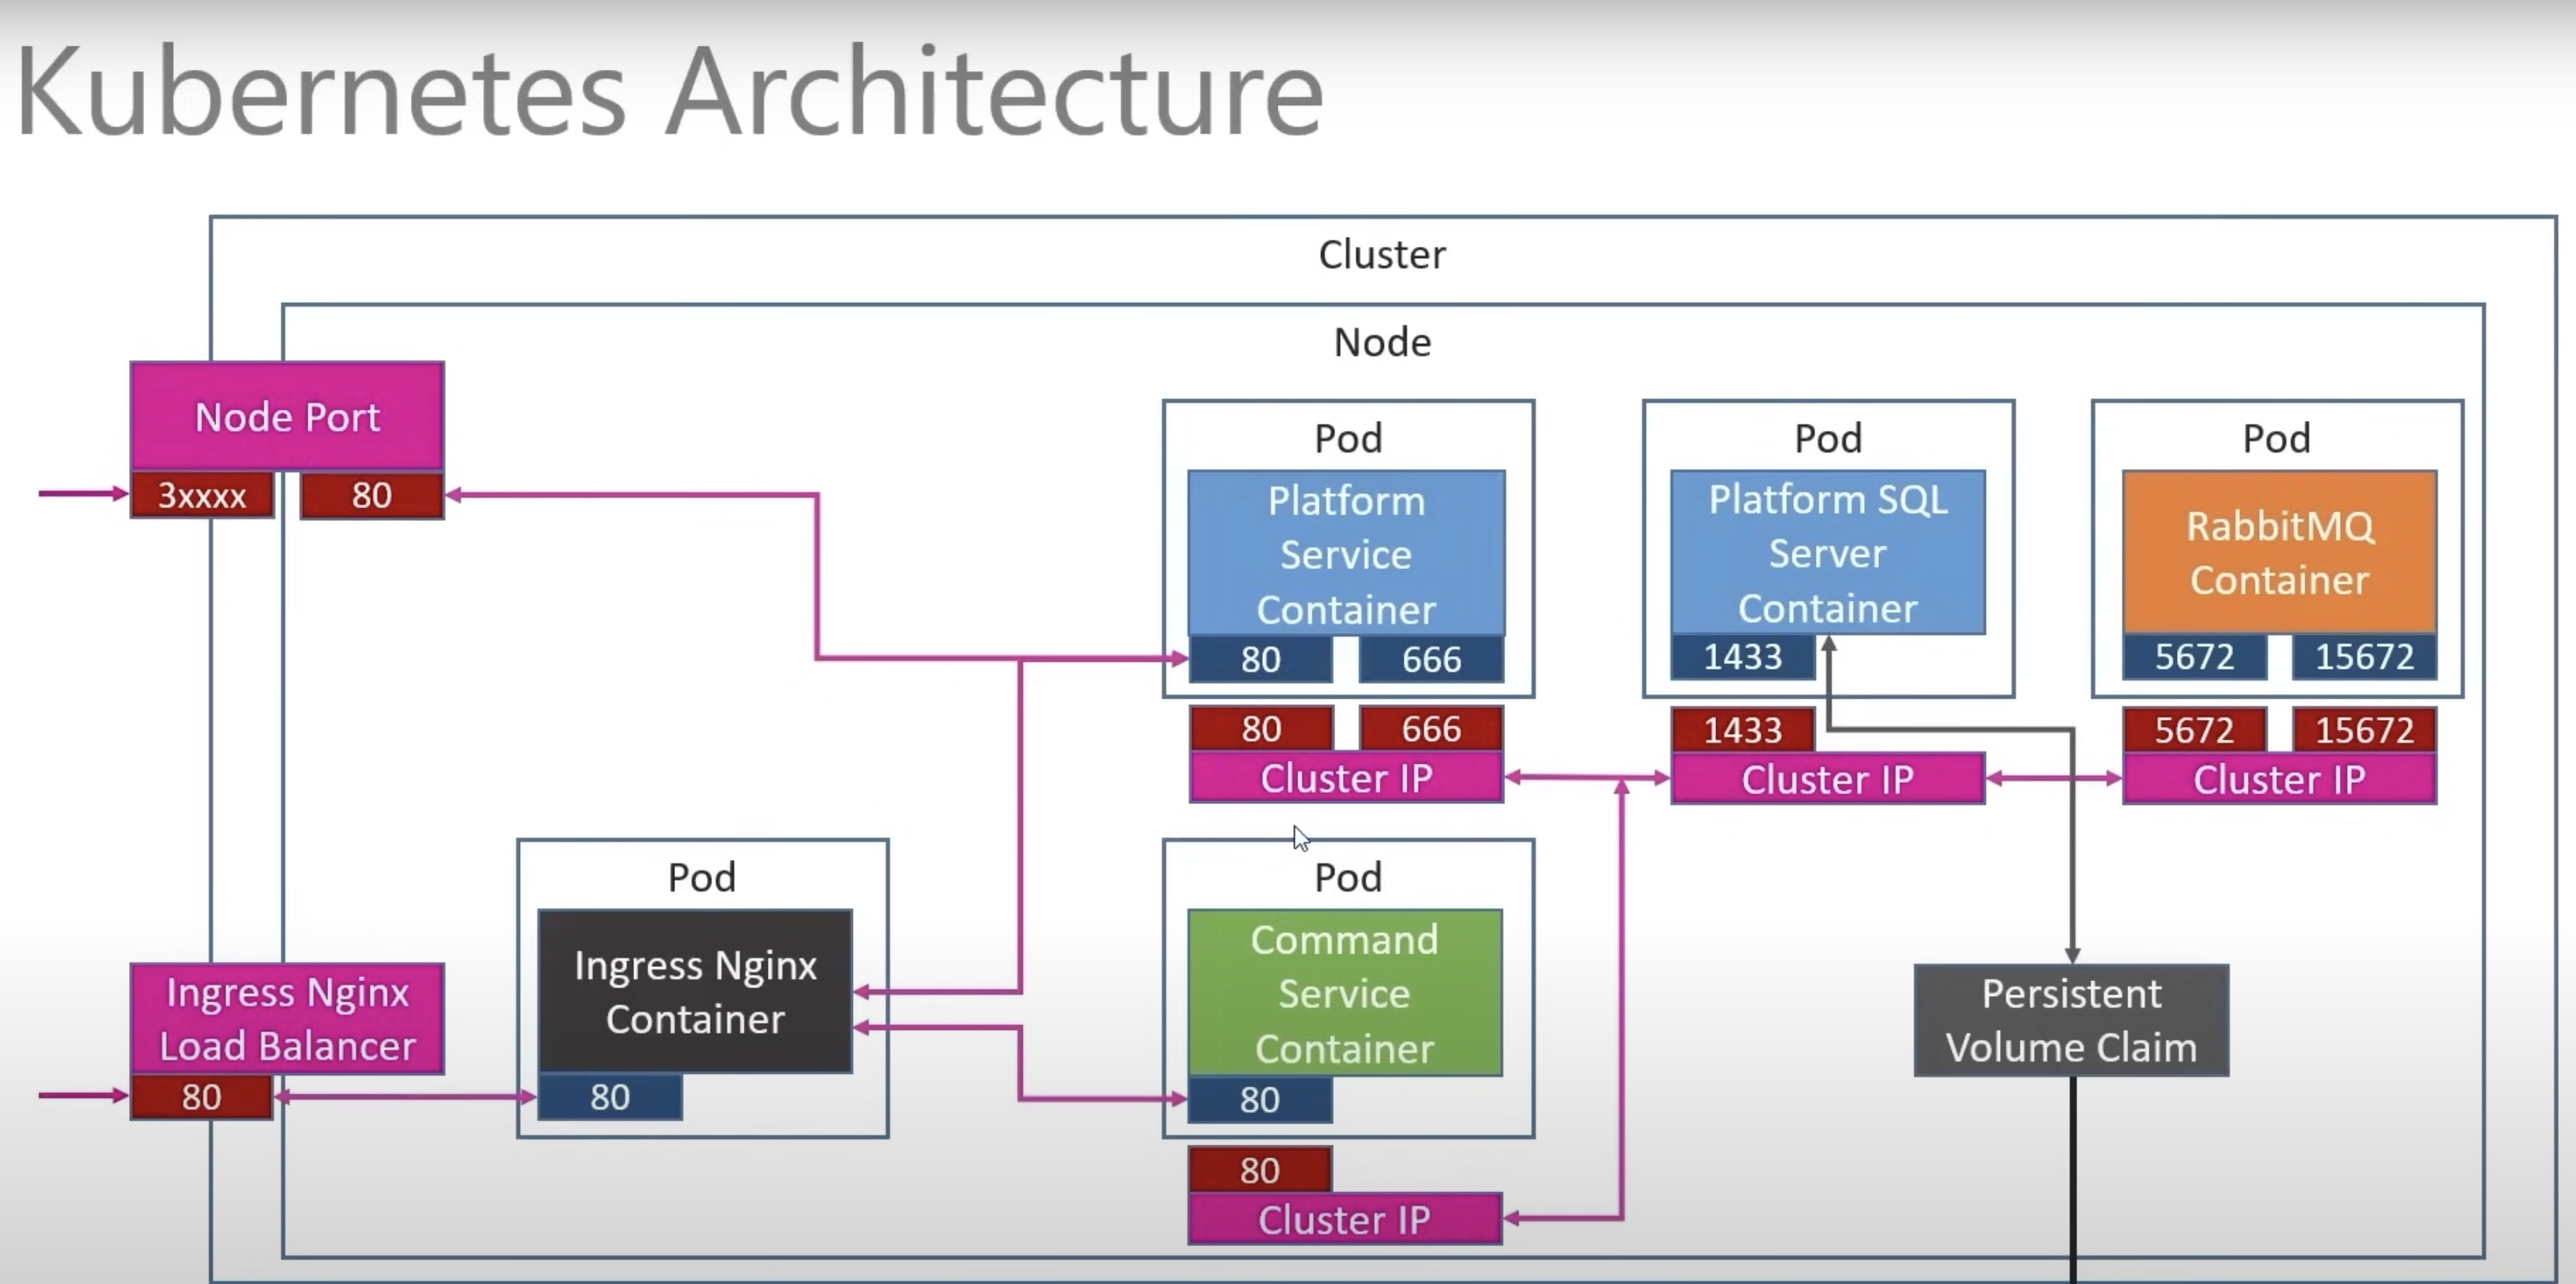 Kubernetes Architecture
Cluster
Node
Node Port
3xxxx
80
Pod
Platform
Service
Container
80
666
80
666
Cluster IP
Pod
Platform SQL
Server
Container
1433
1433
Cluster IP
Pod
RabbitMQ
Container
5672
15672
5672
15672
Cluster IP
Ingress Nginx
Load Balancer
80
Pod
Ingress Nginx
Container
80
Pod
Command
Service
Container
80
80
Cluster IP
Persistent
Volume Claim